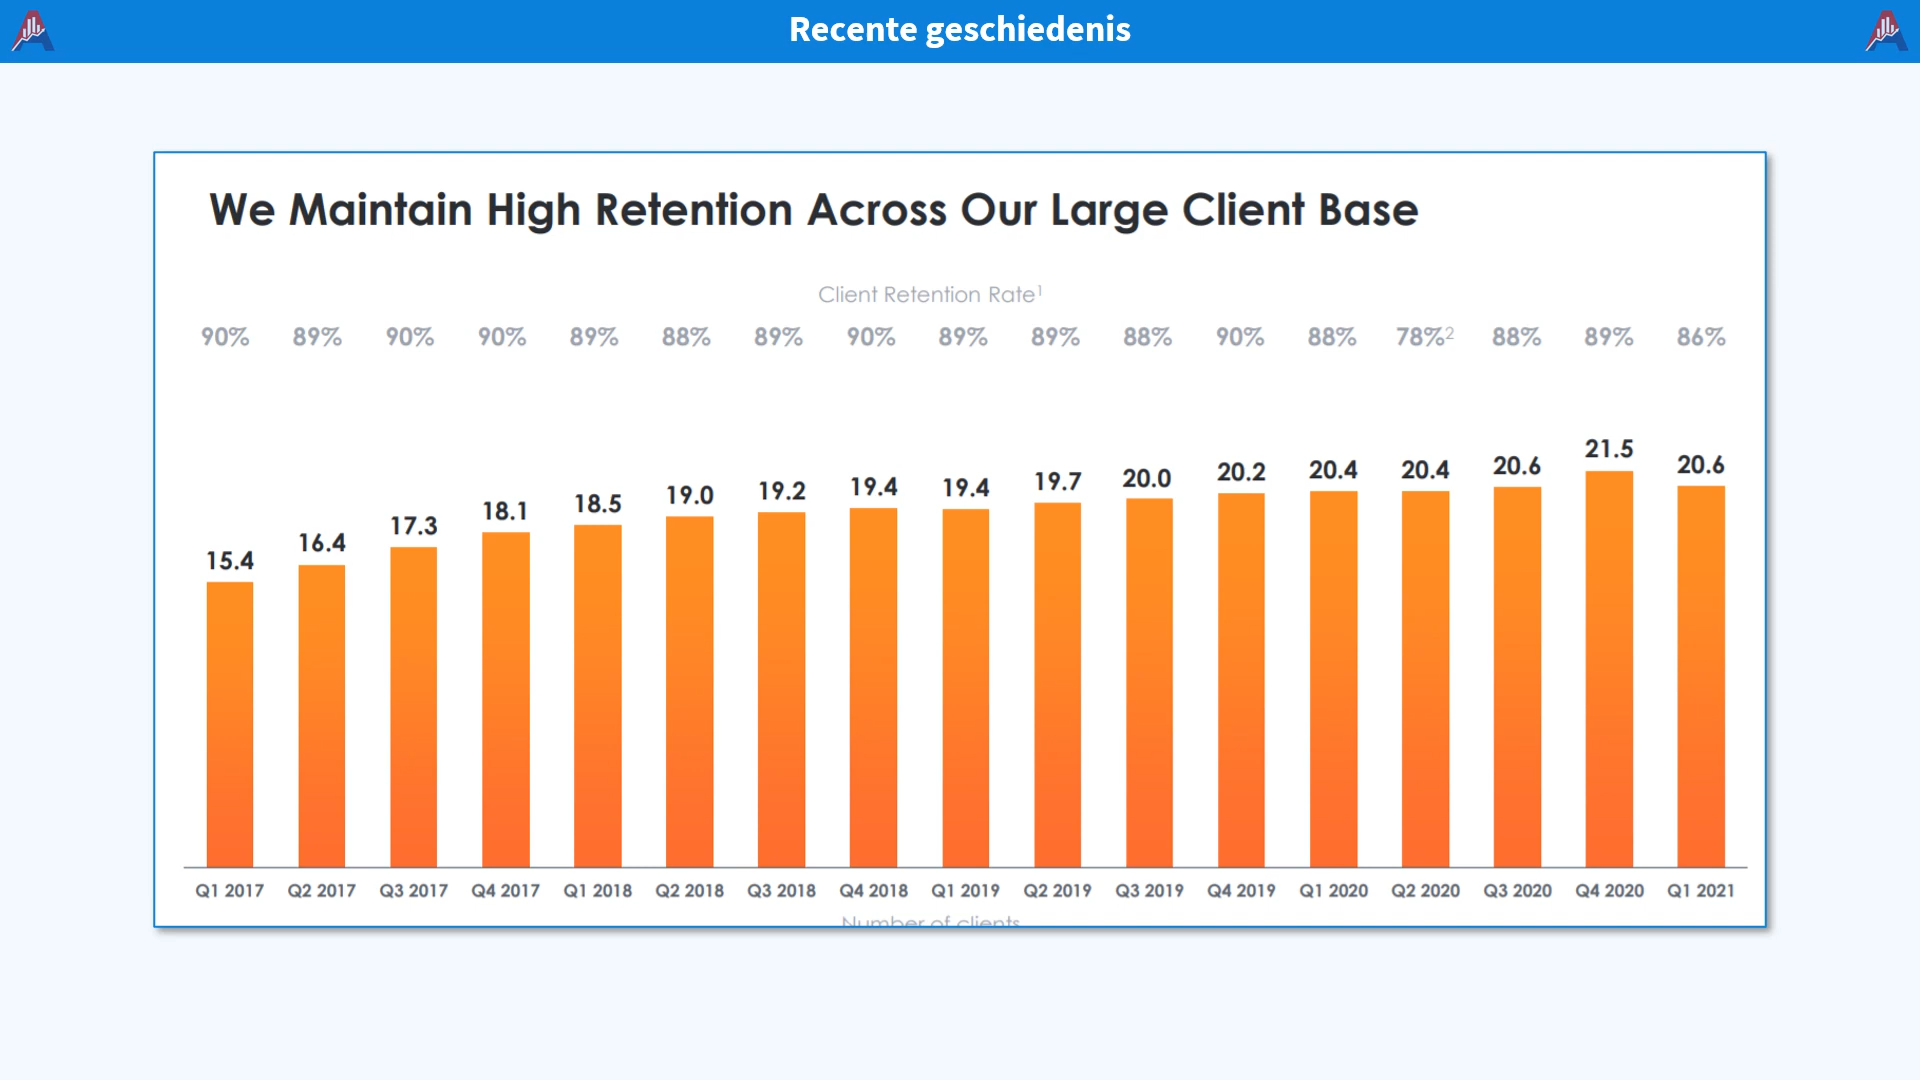 Recente geschiedenis
We Maintain High Retention Across Our Large Client Base
Client Retention Rate¹
90% 89% 90% 90% 89% 88% 89% 90% 89% 89% 88% 90% 88% 78%² 88% 89% 86%
15.4 16.4 17.3 18.1 18.5 19.0 19.2 19.4 19.4 19.7 20.0 20.2 20.4 20.4 20.6 21.5 20.6
Q1 2017 Q2 2017 Q3 2017 Q4 2017 Q1 2018 Q2 2018 Q3 2018 Q4 2018 Q1 2019 Q2 2019 Q3 2019 Q4 2019 Q1 2020 Q2 2020 Q3 2020 Q4 2020 Q1 2021
Number of clients